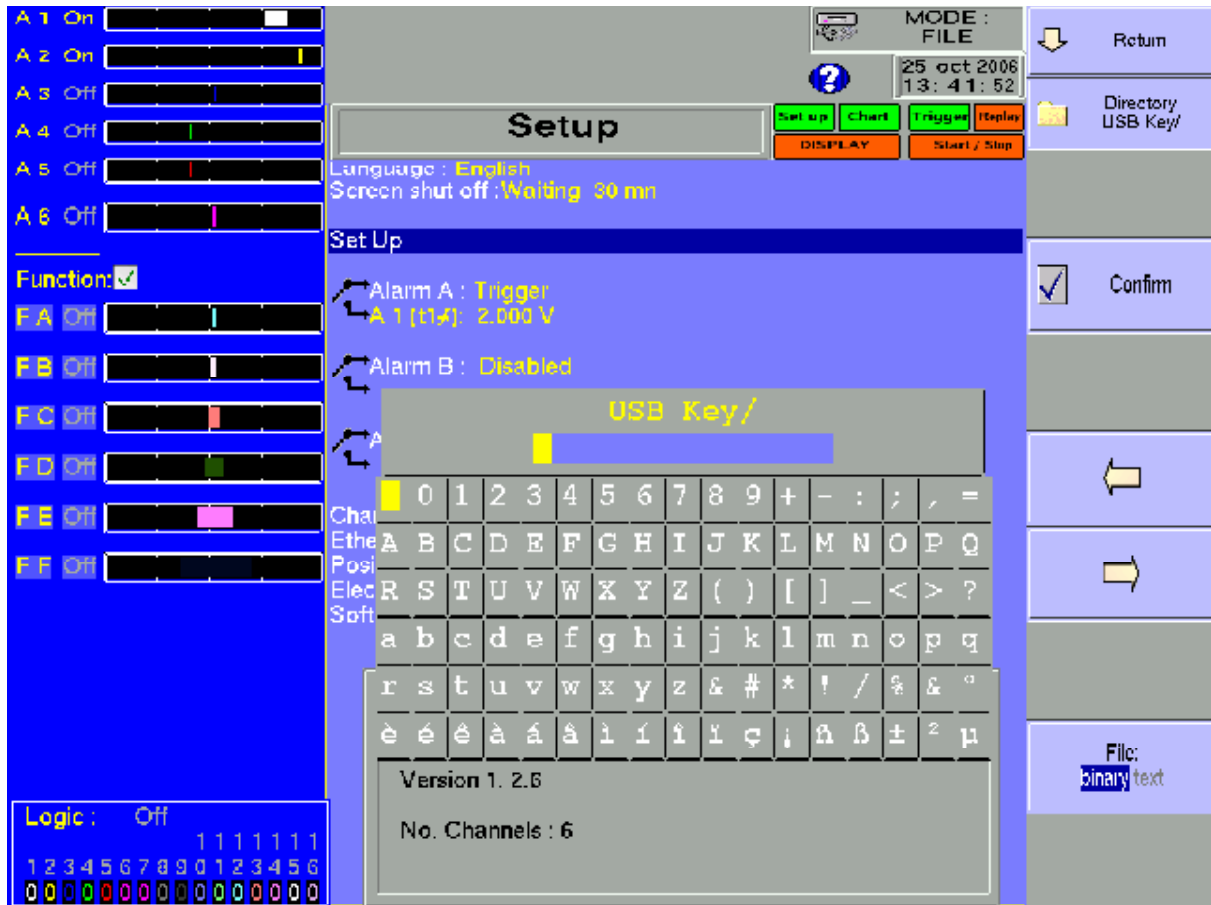 A 1 On
A 2 On
A 3 Off
A 4 Off
A 5 Off
A 6 Off
Function:
F A Off
F B Off
F C Off
F D Off
F E Off
F F Off
Logic : Off
1 1 1 1 1 1 1
1 2 3 4 5 6 7 8 9 0 1 2 3 4 5 6
0 0 0 0 0 0 0 0 0 0 0 0 0 0 0 0
MODE :
FILE
25 oct 2006
13: 41: 52
Setup
Set up Chart Trigger Replay
DISPLAY Start / Stop
Language : English
Screen shut off :Waiting 30 mn
Set Up
Alarm A : Trigger
A 1 [t1]: 2.000 V
Alarm B : Disabled
A
Char
Ethe
Posi
Elec
Soft
USB Key/
0 1 2 3 4 5 6 7 8 9 + - : ; , =
A B C D E F G H I J K L M N O P Q
R S T U V W X Y Z ( ) [ ] _ < > ?
a b c d e f g h i j k l m n o p q
r s t u v w x y z & # * ! / § & °
è é ê à á â ì í î ï ç ¡ ñ ß ± ² µ
Version 1. 2.6
No. Channels : 6
Return
Directory
USB Key/
Confirm
File:
binary text